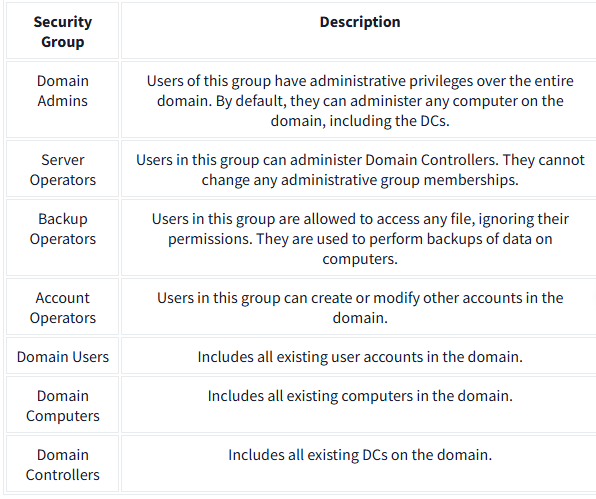 Security
Group
Description
Domain
Admins
Users of this group have administrative privileges over the entire
domain. By default, they can administer any computer on the
domain, including the DCs.
Server
Operators
Users in this group can administer Domain Controllers. They cannot
change any administrative group memberships.
Backup
Operators
Users in this group are allowed to access any file, ignoring their
permissions. They are used to perform backups of data on
computers.
Account
Operators
Users in this group can create or modify other accounts in the
domain.
Domain Users
Includes all existing user accounts in the domain.
Domain
Computers
Includes all existing computers in the domain.
Domain
Controllers
Includes all existing DCs on the domain.